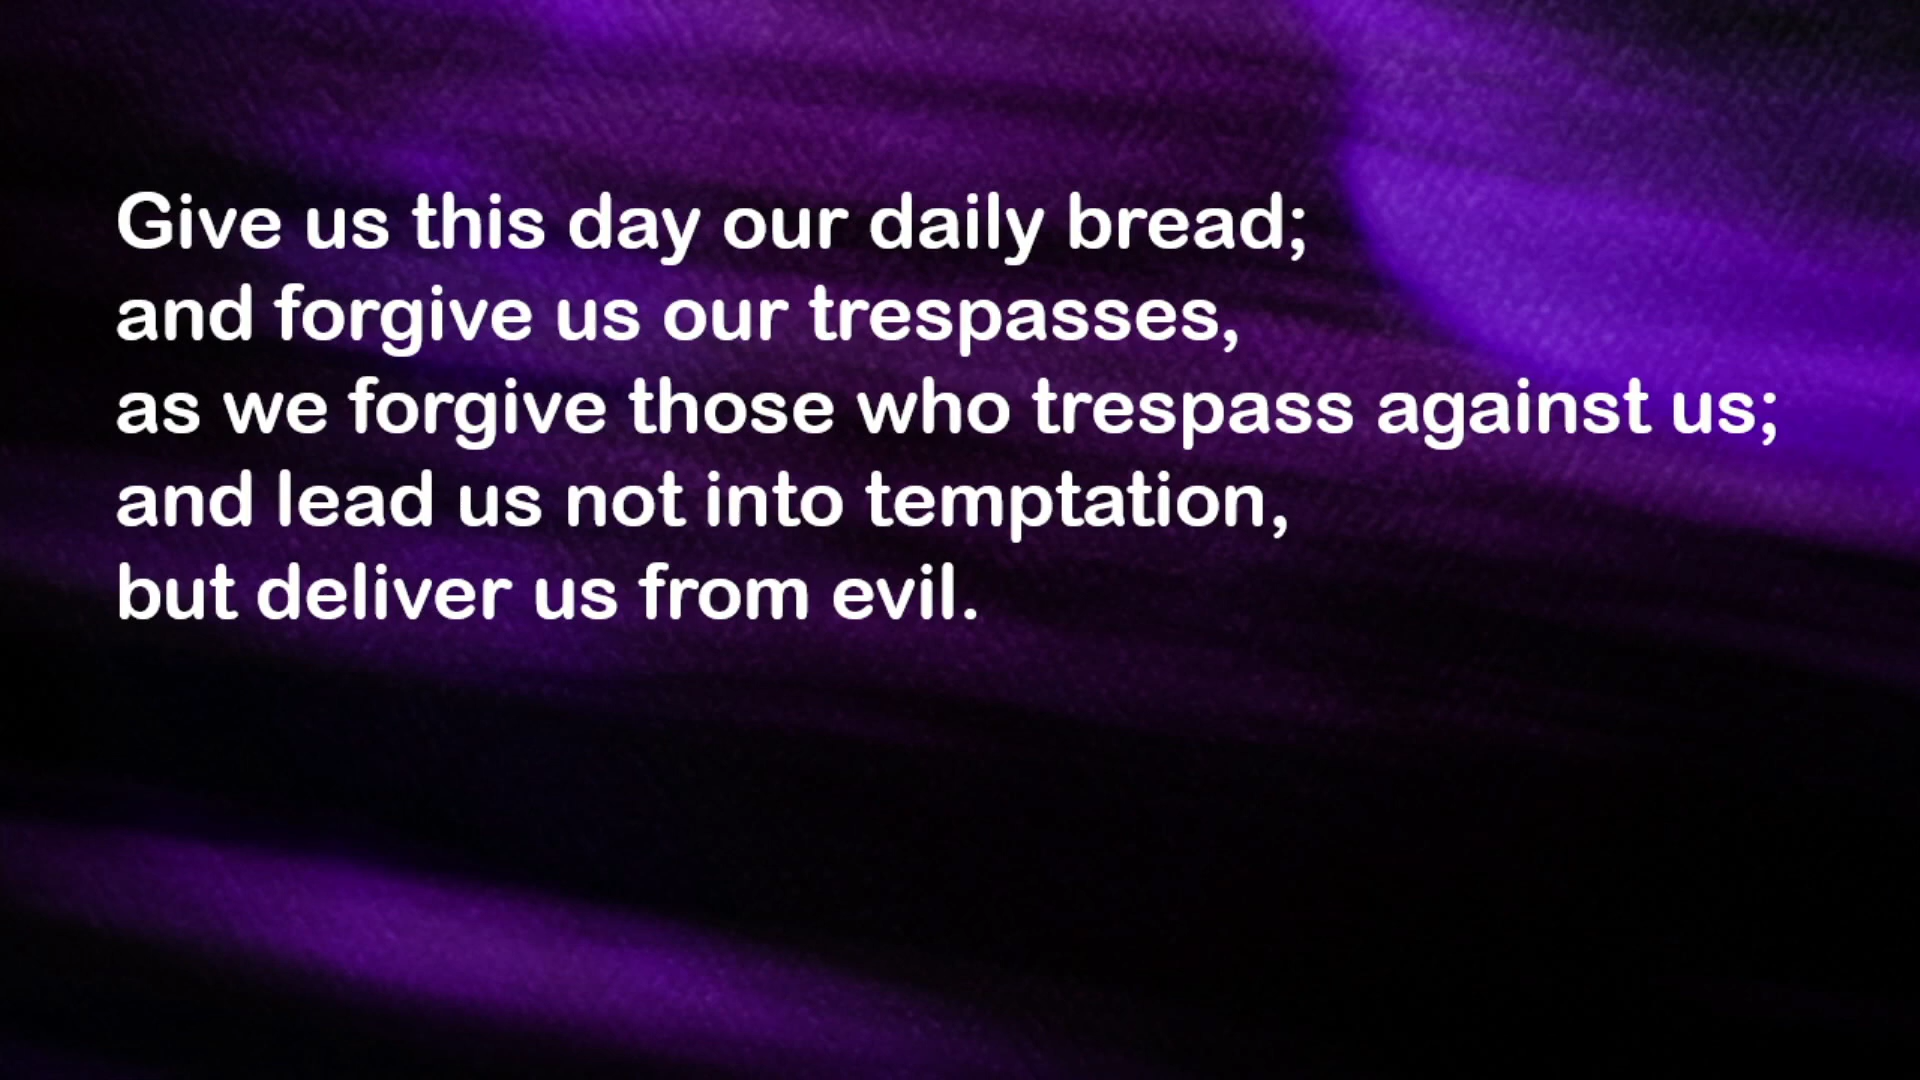 Give us this day our daily bread;
and forgive us our trespasses,
as we forgive those who trespass against us;
and lead us not into temptation,
but deliver us from evil.